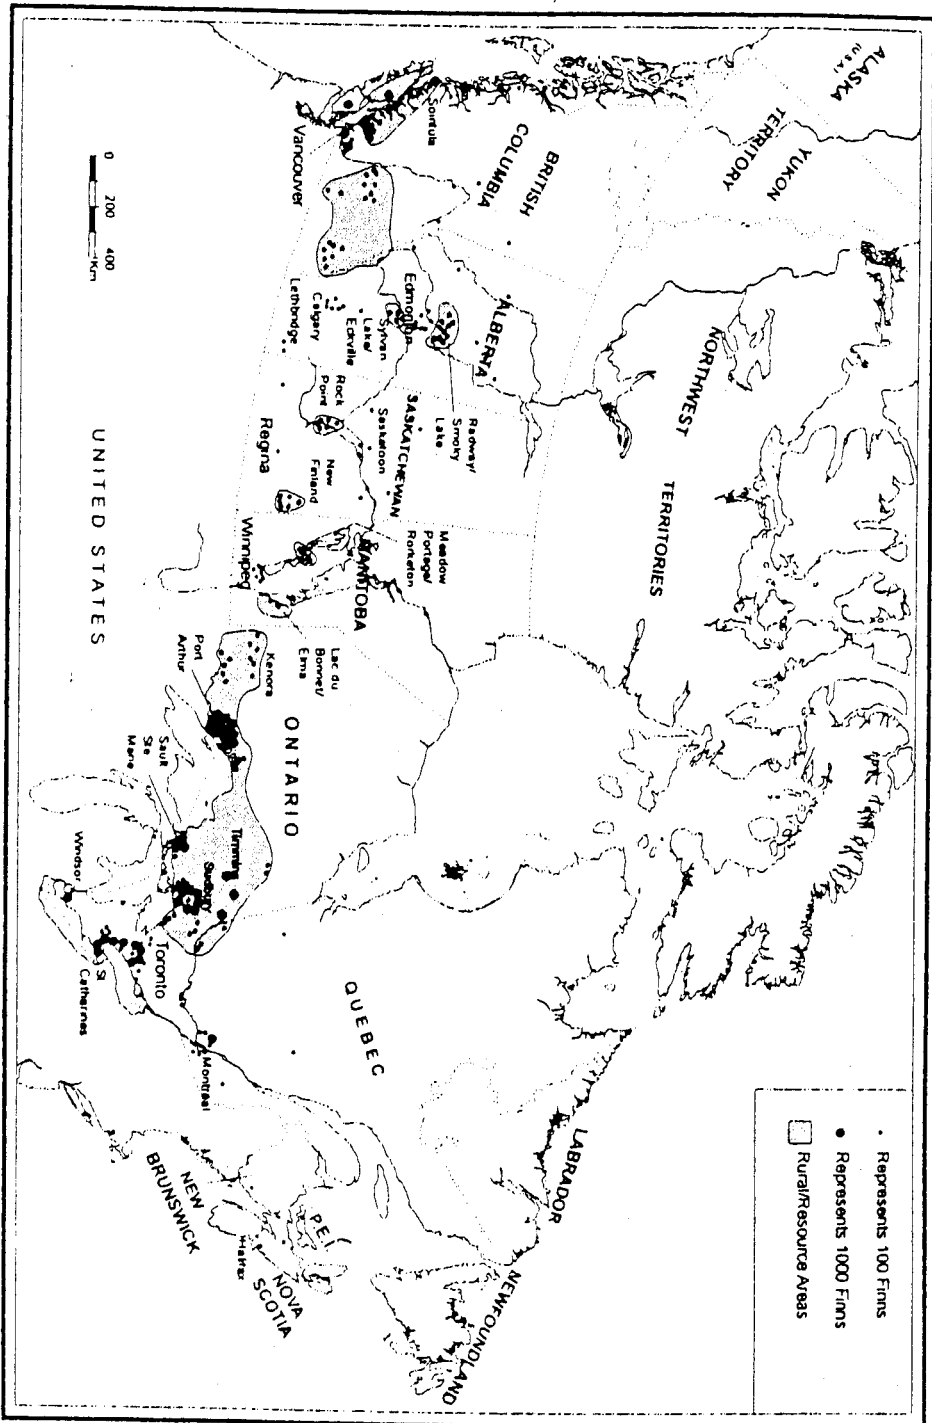 ALASKA
(U.S.A.)
YUKON
TERRITORY
NORTHWEST
TERRITORIES
BRITISH
COLUMBIA
ALBERTA
SASKATCHEWAN
MANITOBA
ONTARIO
QUEBEC
LABRADOR
NEWFOUNDLAND
P.E.I.
NEW
BRUNSWICK
NOVA
SCOTIA
Halifax
UNITED STATES
Sointula
Vancouver
Edmonton
Radway/
Smoky
Lake
Sylvan
Lake/
Eckville
Calgary
Lethbridge
Rock
Point
Saskatoon
Regina
New
Finland
Meadow
Portage/
Rorketon
Winnipeg
Lac du
Bonnet/
Elma
Kenora
Port
Arthur
Sault
Ste
Marie
Timmins
Sudbury
Windsor
Toronto
St
Catherines
Montreal
0 200 400
Km
Represents 100 Finns
Represents 1000 Finns
Rural/Resource Areas